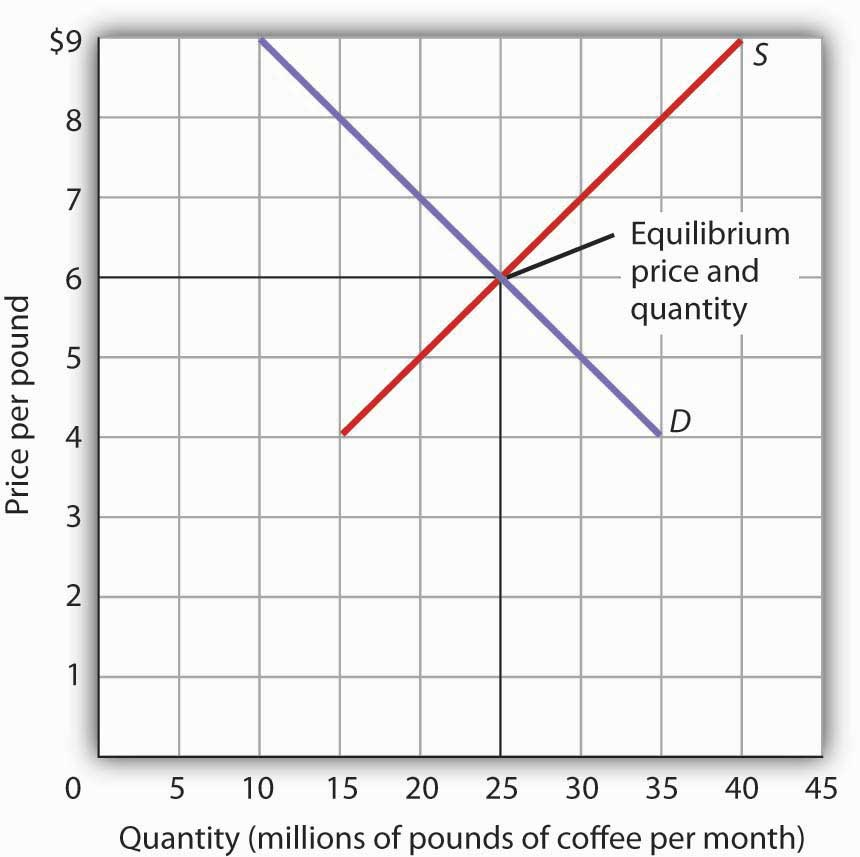 $9
S
8
7
Equilibrium
price and
quantity
6
5
D
4
3
2
1
0 5 10 15 20 25 30 35 40 45
Price per pound
Quantity (millions of pounds of coffee per month)